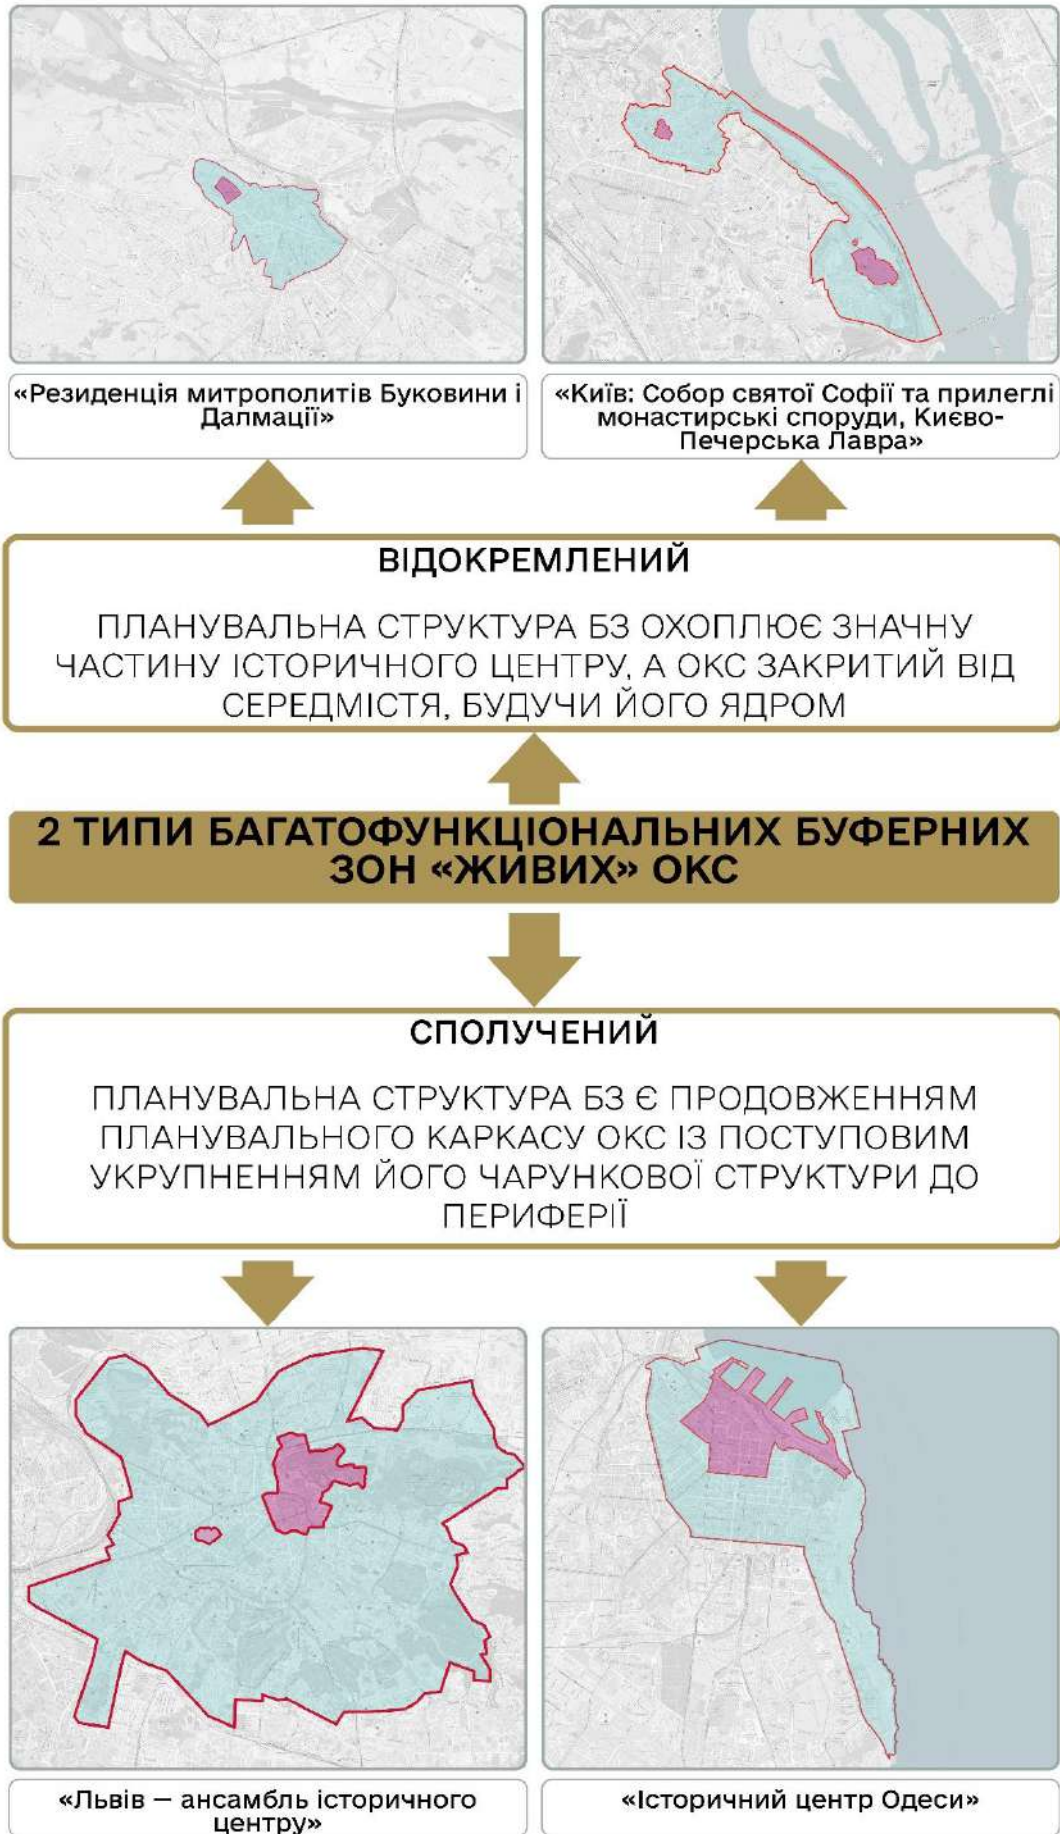 «Резиденція митрополитів Буковини і
Далмації»
«Київ: Собор святої Софії та прилеглі
монастирські споруди, Києво-
Печерська Лавра»
ВІДОКРЕМЛЕНИЙ
ПЛАНУВАЛЬНА СТРУКТУРА БЗ ОХОПЛЮЄ ЗНАЧНУ
ЧАСТИНУ ІСТОРИЧНОГО ЦЕНТРУ, А ОКС ЗАКРИТИЙ ВІД
СЕРЕДМІСТЯ, БУДУЧИ ЙОГО ЯДРОМ
2 ТИПИ БАГАТОФУНКЦІОНАЛЬНИХ БУФЕРНИХ
ЗОН «ЖИВИХ» ОКС
СПОЛУЧЕНИЙ
ПЛАНУВАЛЬНА СТРУКТУРА БЗ Є ПРОДОВЖЕННЯМ
ПЛАНУВАЛЬНОГО КАРКАСУ ОКС ІЗ ПОСТУПОВИМ
УКРУПНЕННЯМ ЙОГО ЧАРУНКОВОЇ СТРУКТУРИ ДО
ПЕРИФЕРІЇ
«Львів – ансамбль історичного
центру»
«Історичний центр Одеси»